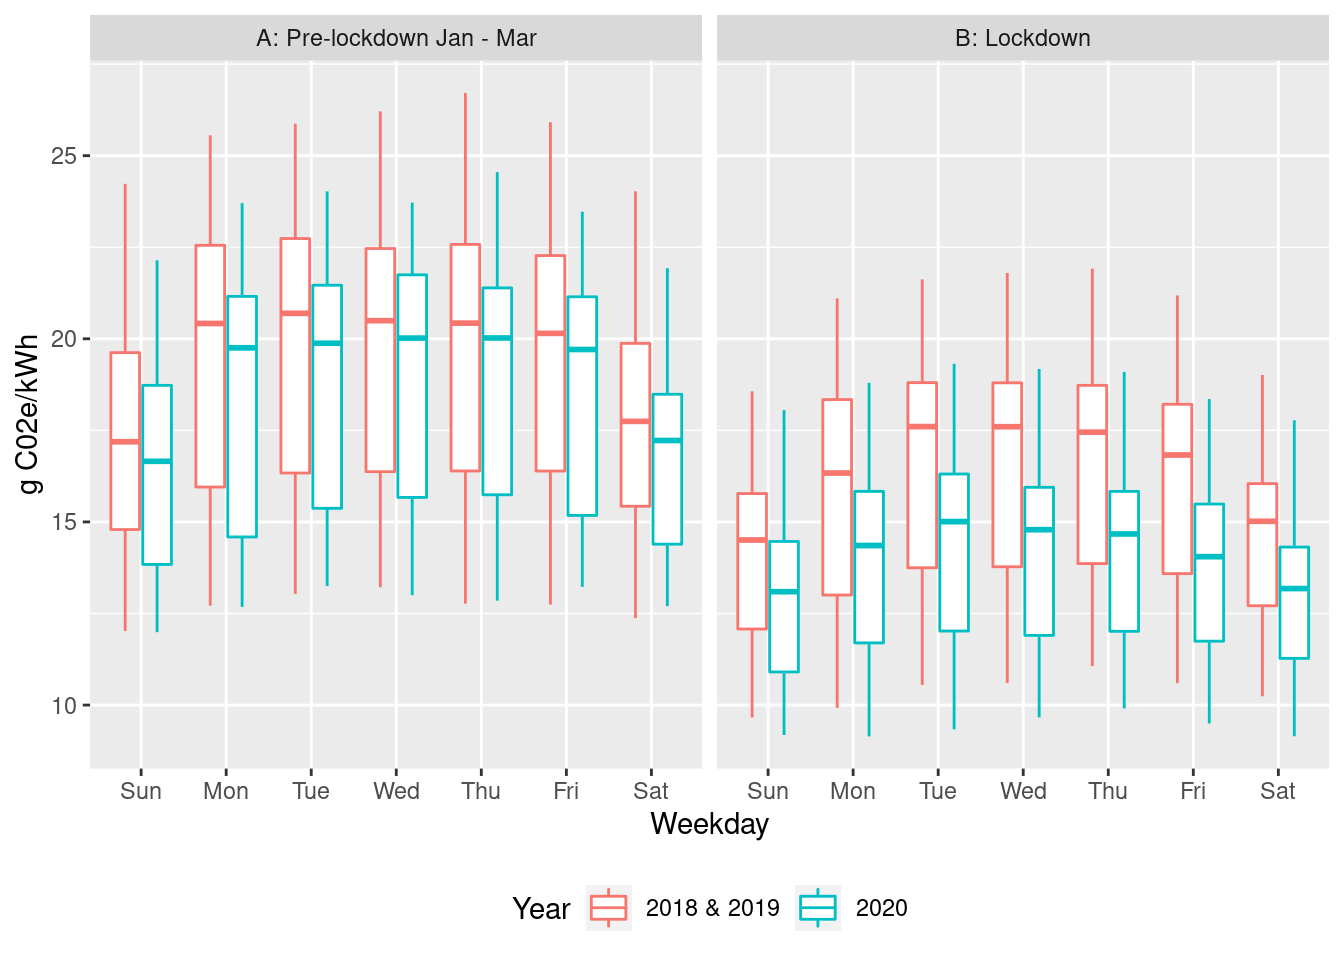 A: Pre-lockdown Jan - Mar
B: Lockdown
g C02e/kWh
25
20
15
10
Sun Mon Tue Wed Thu Fri Sat
Sun Mon Tue Wed Thu Fri Sat
Weekday
Year 2018 & 2019 2020